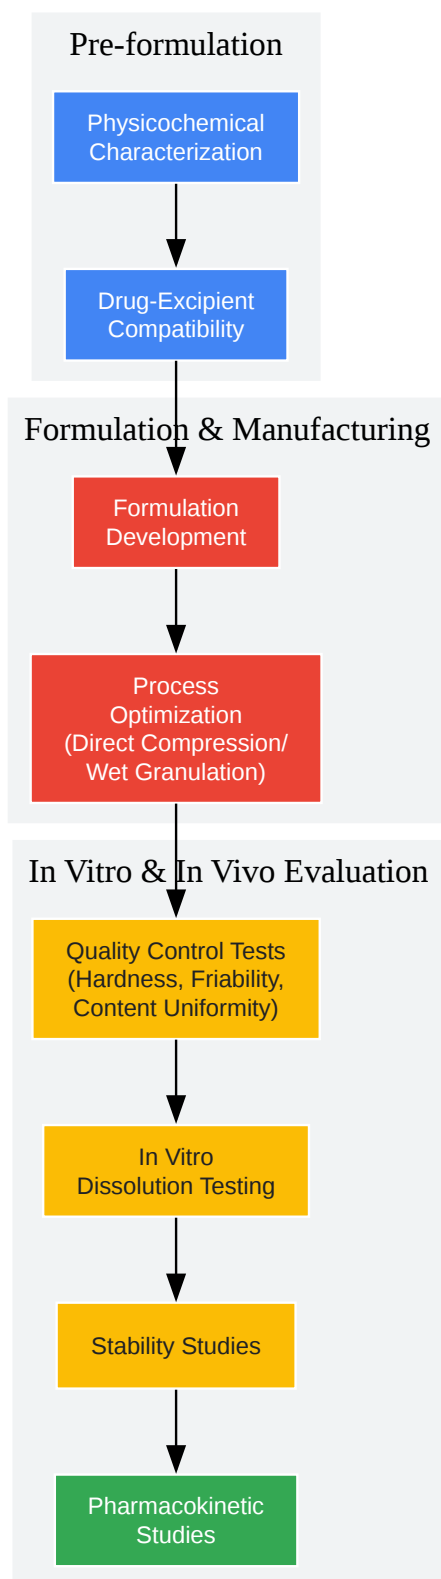 Pre-formulation
Physicochemical
Characterization
Drug-Excipient
Compatibility
Formulation & Manufacturing
Formulation
Development
Process
Optimization
(Direct Compression/
Wet Granulation)
In Vitro & In Vivo Evaluation
Quality Control Tests
(Hardness, Friability,
Content Uniformity)
In Vitro
Dissolution Testing
Stability Studies
Pharmacokinetic
Studies